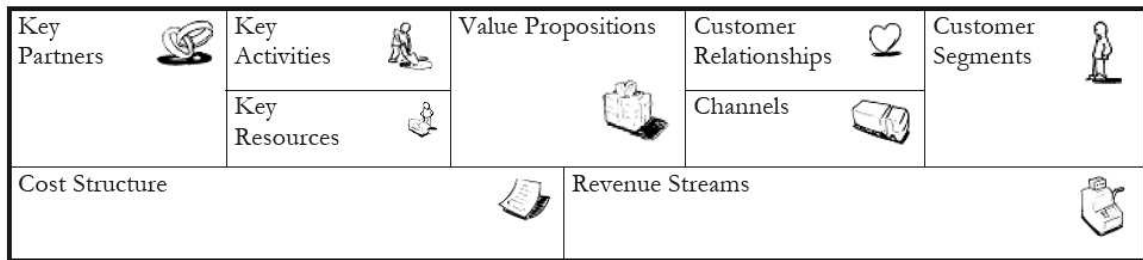 Key
Partners
Key
Activities
Key
Resources
Value Propositions
Customer
Relationships
Channels
Customer
Segments
Cost Structure
Revenue Streams